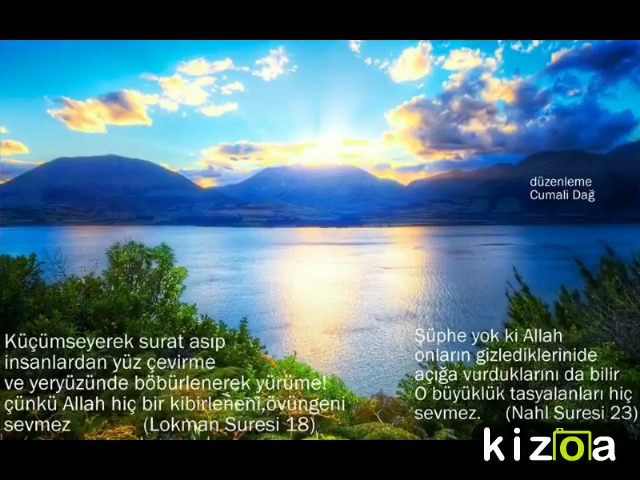 düzenleme
Cumali Dağ
Küçümseyerek surat asıp
insanlardan yüz çevirme
ve yeryüzünde böbürlenerek yürüme!
çünkü Allah hiç bir kibirleneni,övüngeni
sevmez (Lokman Suresi 18)
Şüphe yok ki Allah
onların gizlediklerinide
açığa vurduklarını da bilir
O büyüklük tasyalanları hiç
sevmez. (Nahl Suresi 23)
kizoa